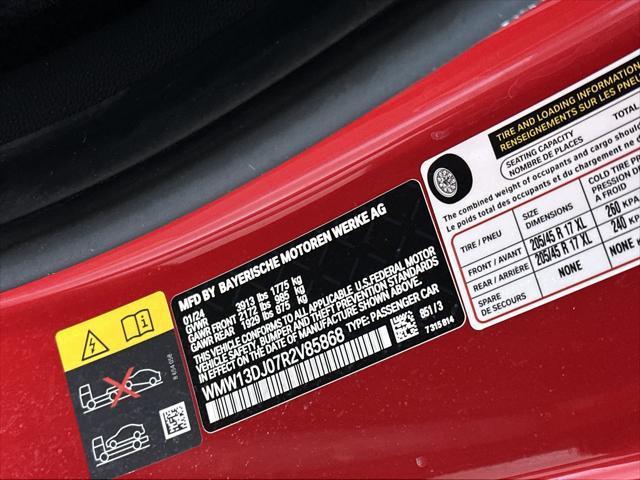 MFD BY BAYERISCHE MOTOREN WERKE AG
01/24
GVWR 3913 lbs 1775 kg
GAWR FRONT 2172 lbs 985 kg
GAWR REAR 1929 lbs 875 kg
THIS VEHICLE CONFORMS TO ALL APPLICABLE U.S. FEDERAL MOTOR
VEHICLE SAFETY, BUMPER AND THEFT PREVENTION STANDARDS
IN EFFECT ON THE DATE OF MANUFACTURE SHOWN ABOVE.
WMW13DJ07R2V85868 TYPE: PASSENGER CAR
851/3
7 315 814
8 654 058
TIRE AND LOADING INFORMATION
RENSEIGNEMENTS SUR LES PNEU
SEATING CAPACITY
NOMBRE DE PLACES
TOTAL
The combined weight of occupants and cargo should
Le poids total des occupants et du chargement ne
TIRE / PNEU
SIZE
DIMENSIONS
COLD TIRE
PRESSION DE
FRONT / AVANT 205/45 R 17 XL 260 KPA
REAR / ARRIÈRE 205/45 R 17 XL 240
SPARE
DE SECOURS NONE NONE